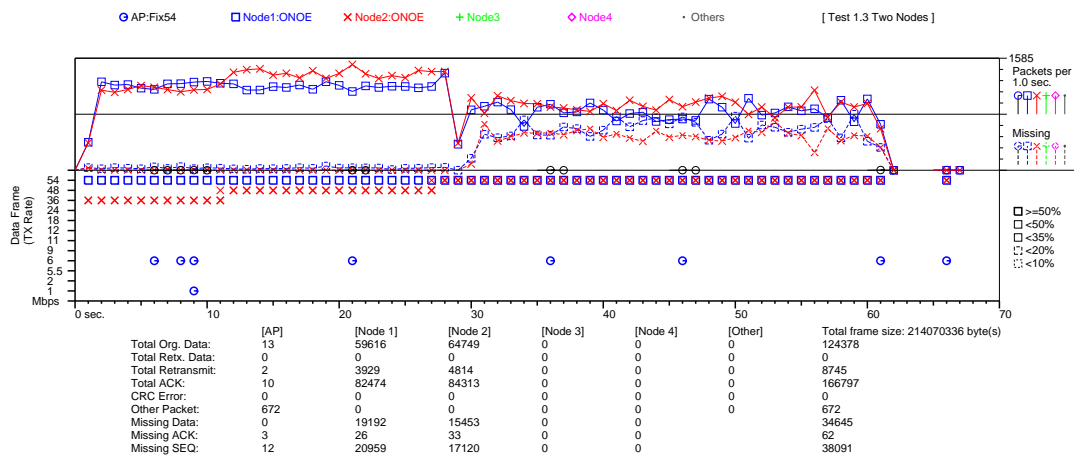 AP:Fix54 Node1:ONOE Node2:ONOE Node3 Node4 Others [ Test 1.3 Two Nodes ]
1585
Packets per
1.0 sec.
Missing
54
48
36
24
18
12
11
9
6
5.5
2
1
Mbps
Data Frame
(TX Rate)
>=50%
<50%
<35%
<20%
<10%
0 sec. 10 20 30 40 50 60 70
[AP] [Node 1] [Node 2] [Node 3] [Node 4] [Other] Total frame size: 214070336 byte(s)
Total Org. Data: 13 59616 64749 0 0 0 124378
Total Retx. Data: 0 0 0 0 0 0 0
Total Retransmit: 2 3929 4814 0 0 0 8745
Total ACK: 10 82474 84313 0 0 0 166797
CRC Error: 0 0 0 0 0 0 0
Other Packet: 672 0 0 0 0 0 672
Missing Data: 0 19192 15453 0 0 34645
Missing ACK: 3 26 33 0 0 62
Missing SEQ: 12 20959 17120 0 0 38091